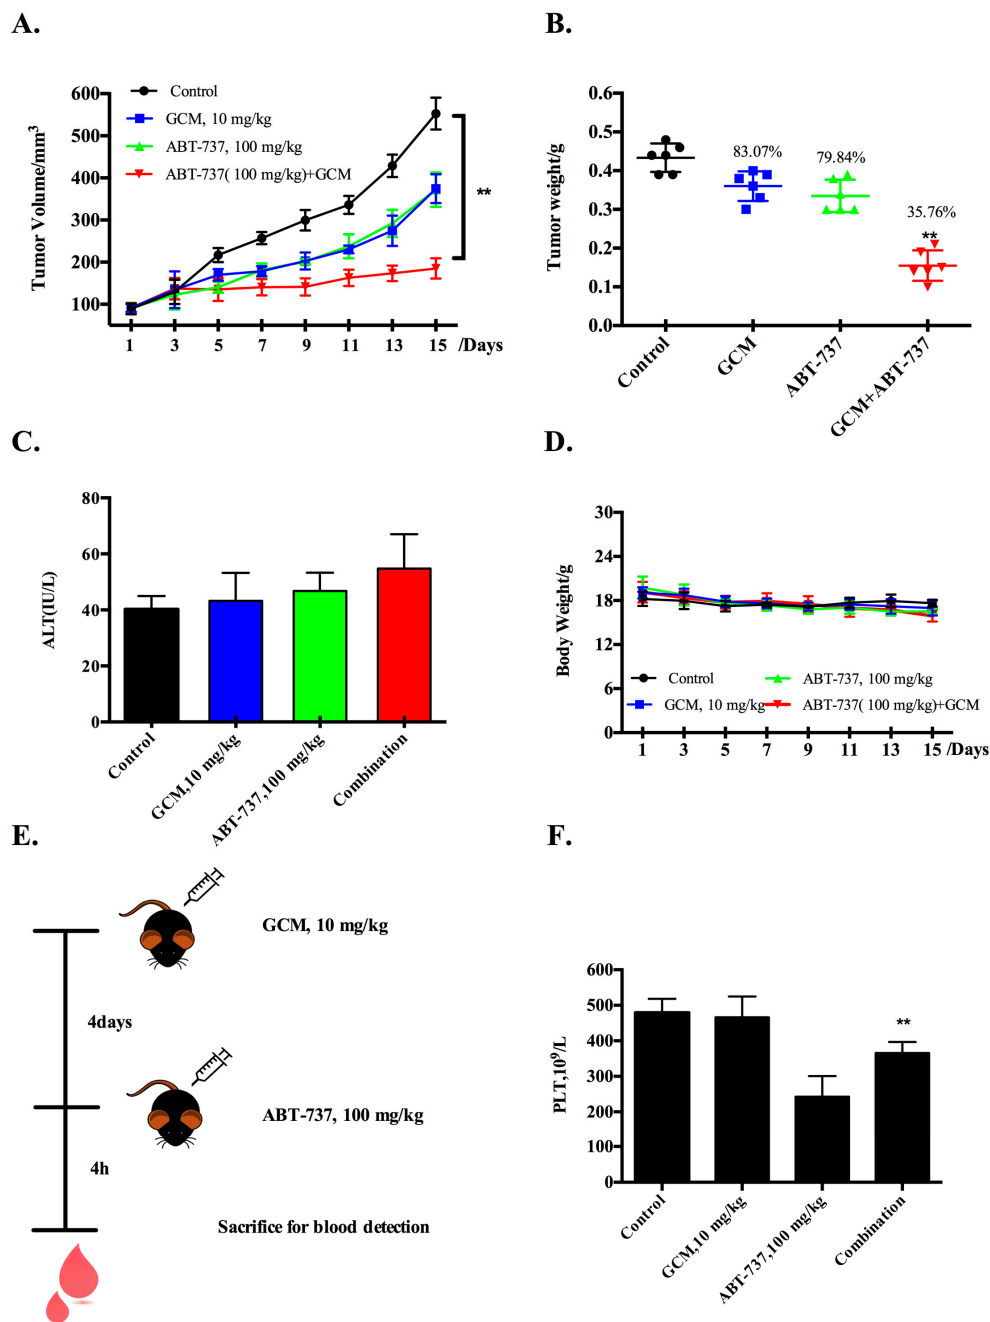 A.
Tumor Volume/mm3
600
500
400
300
200
100
1 3 5 7 9 11 13 15 /Days
Control
GCM, 10 mg/kg
ABT-737, 100 mg/kg
ABT-737( 100 mg/kg)+GCM
**
B.
Tumor weight/g
0.6
0.5
0.4
0.3
0.2
0.1
0.0
83.07%
79.84%
35.76%
**
Control
GCM
ABT-737
GCM+ABT-737
C.
ALT(IU/L)
80
60
40
20
0
Control
GCM,10 mg/kg
ABT-737,100 mg/kg
Combination
D.
Body Weight/g
30
24
18
12
6
0
Control
GCM, 10 mg/kg
ABT-737, 100 mg/kg
ABT-737( 100 mg/kg)+GCM
1 3 5 7 9 11 13 15 /Days
E.
GCM, 10 mg/kg
4days
ABT-737, 100 mg/kg
4h
Sacrifice for blood detection
F.
PLT,10^9/L
600
500
400
300
200
100
0
**
Control
GCM,10 mg/kg
ABT-737,100 mg/kg
Combination